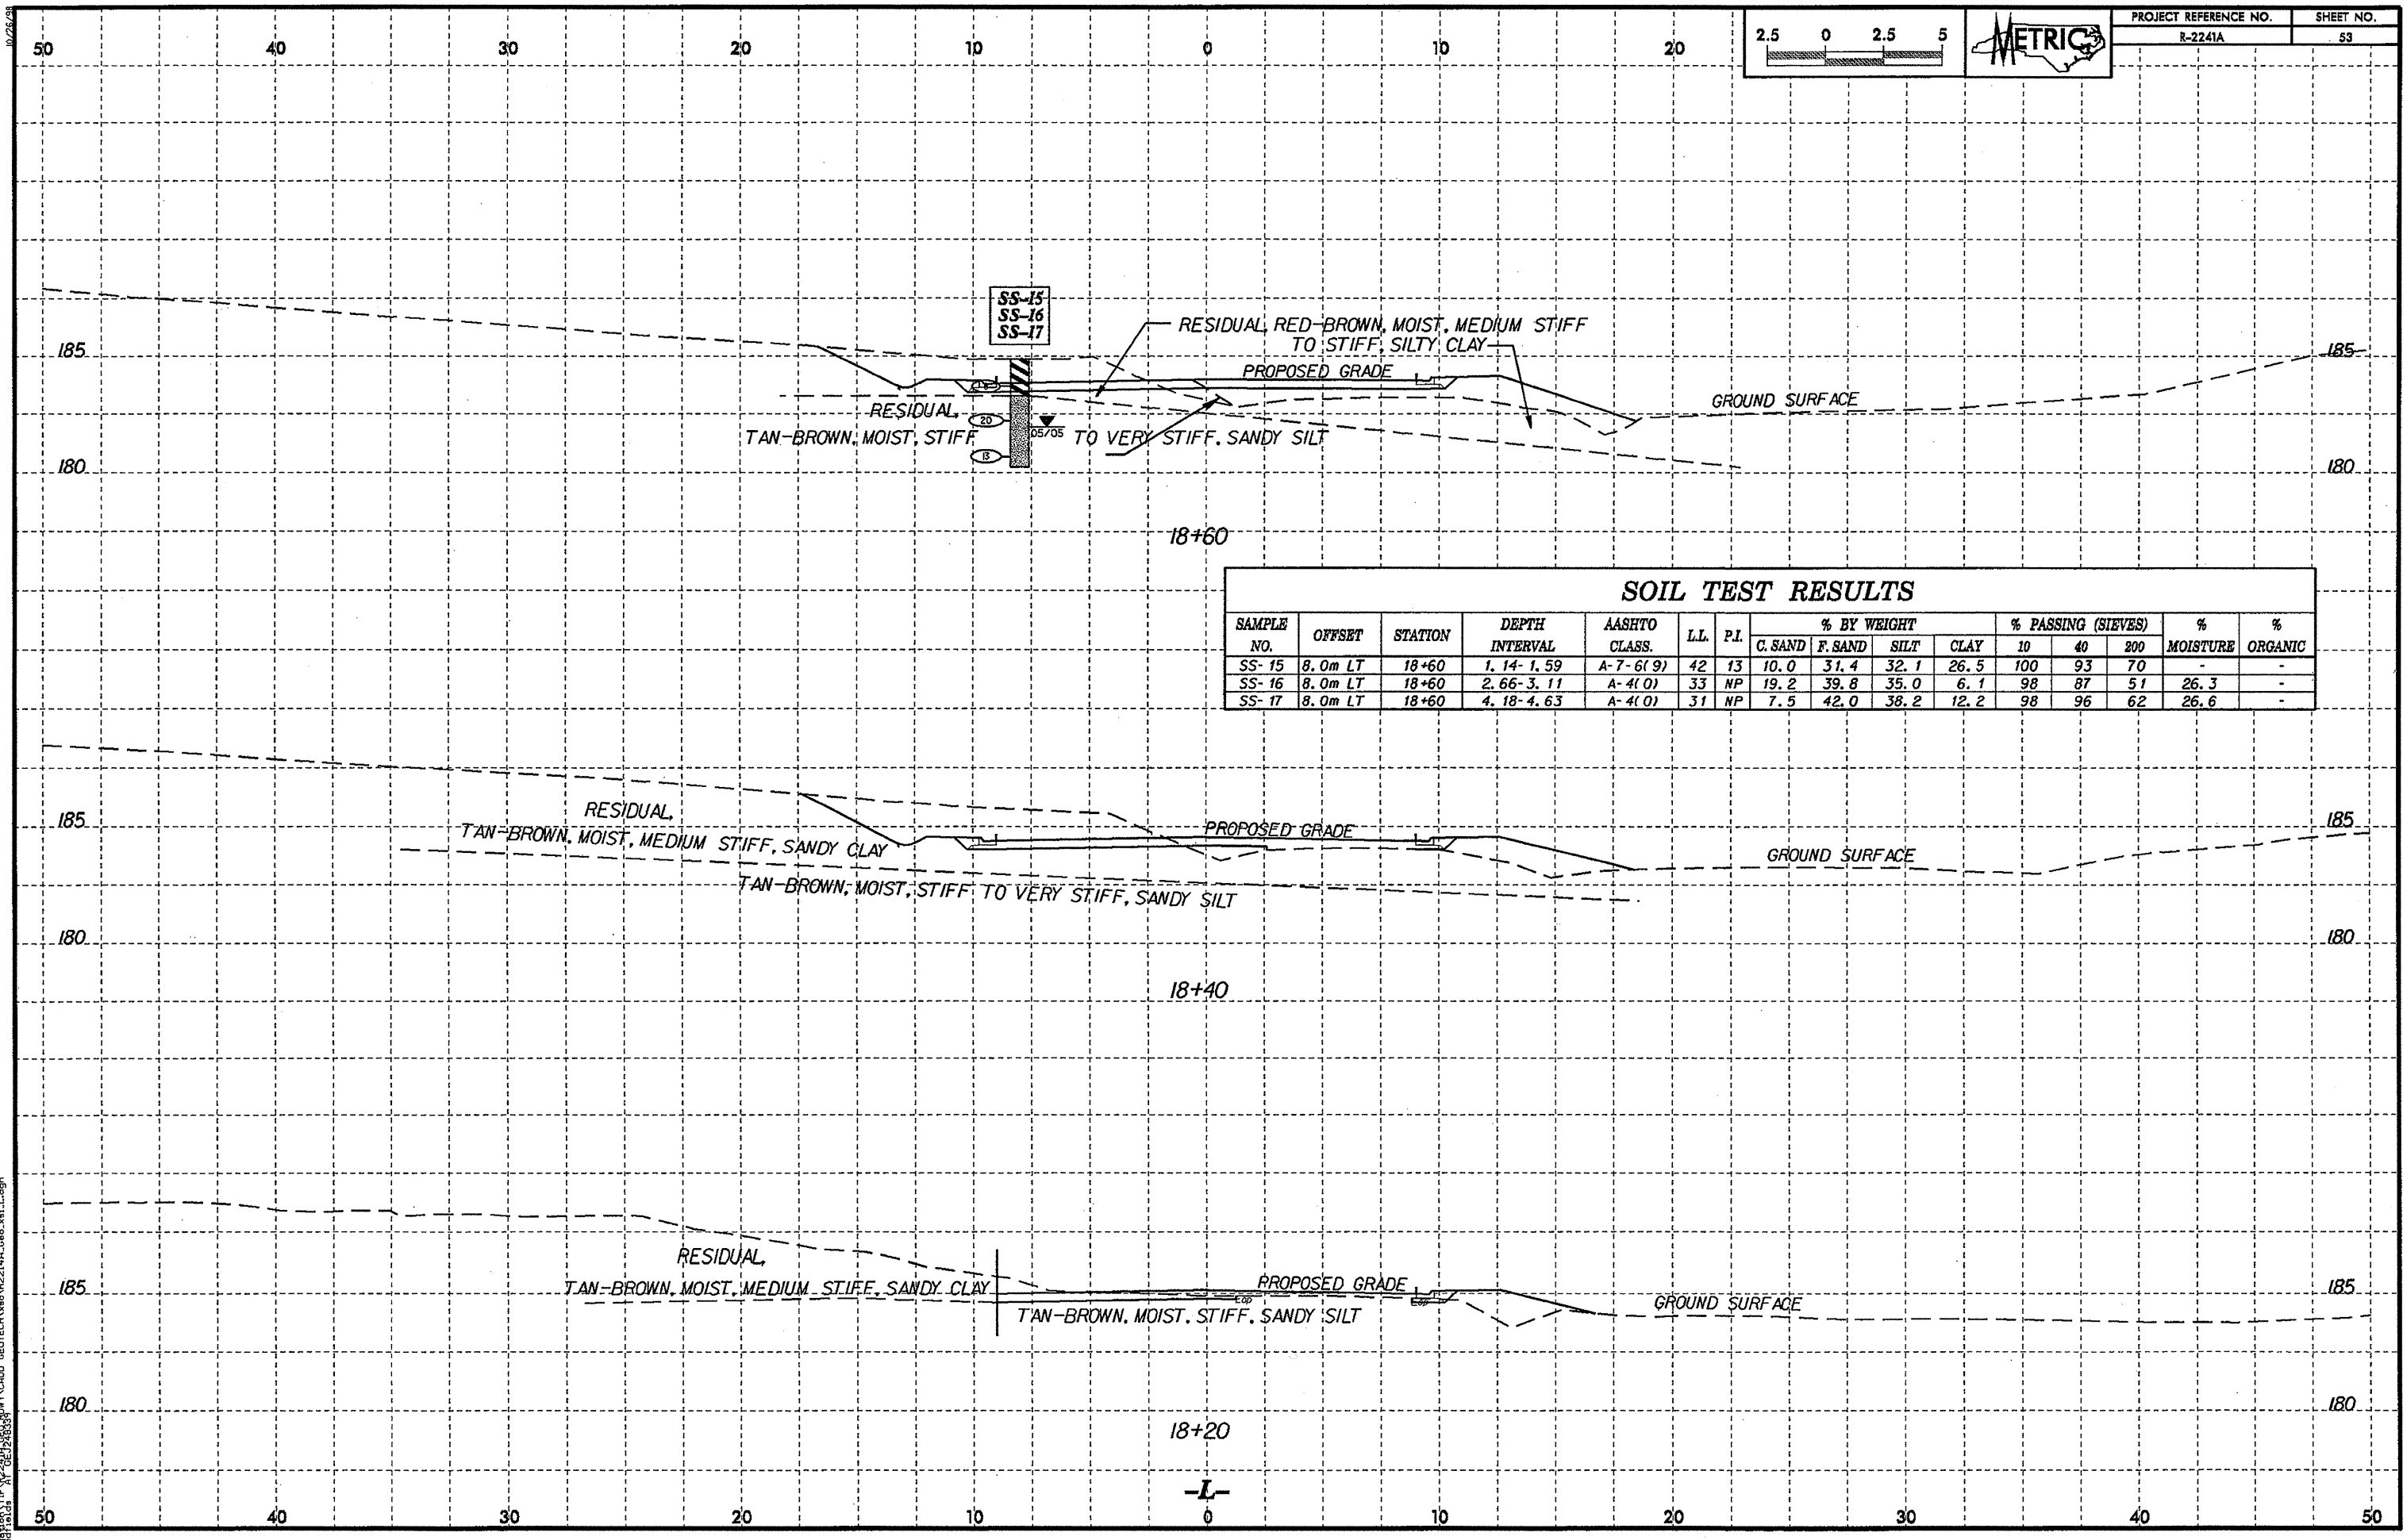 10/26/98
50 40 30 20 10 0 10 20
2.5 0 2.5 5
METRIC
PROJECT REFERENCE NO. SHEET NO.
R-2241A 53
SS-15
SS-16
SS-17
RESIDUAL, RED-BROWN, MOIST, MEDIUM STIFF
TO STIFF, SILTY CLAY
185 185
PROPOSED GRADE
GROUND SURFACE
RESIDUAL,
20
05/05
TAN-BROWN, MOIST, STIFF TO VERY STIFF, SANDY SILT
13
180 180
18+60
SOIL TEST RESULTS
SAMPLE NO. OFFSET STATION DEPTH INTERVAL AASHTO CLASS. L.L. P.I. % BY WEIGHT % PASSING (SIEVES) % MOISTURE % ORGANIC
C. SAND F. SAND SILT CLAY 10 40 200
SS-15 8.0m LT 18+60 1.14-1.59 A-7-6(9) 42 13 10.0 31.4 32.1 26.5 100 93 70 - -
SS-16 8.0m LT 18+60 2.66-3.11 A-4(0) 33 NP 19.2 39.8 35.0 6.1 98 87 51 26.3 -
SS-17 8.0m LT 18+60 4.18-4.63 A-4(0) 31 NP 7.5 42.0 38.2 12.2 98 96 62 26.6 -
RESIDUAL,
185 185
TAN-BROWN, MOIST, MEDIUM STIFF, SANDY CLAY
PROPOSED GRADE
GROUND SURFACE
TAN-BROWN, MOIST, STIFF TO VERY STIFF, SANDY SILT
180 180
18+40
RESIDUAL,
185 185
TAN-BROWN, MOIST, MEDIUM STIFF, SANDY CLAY
PROPOSED GRADE
GROUND SURFACE
TAN-BROWN, MOIST, STIFF, SANDY SILT
180 180
18+20
-L-
50 40 30 20 10 0 10 20 30 40 50